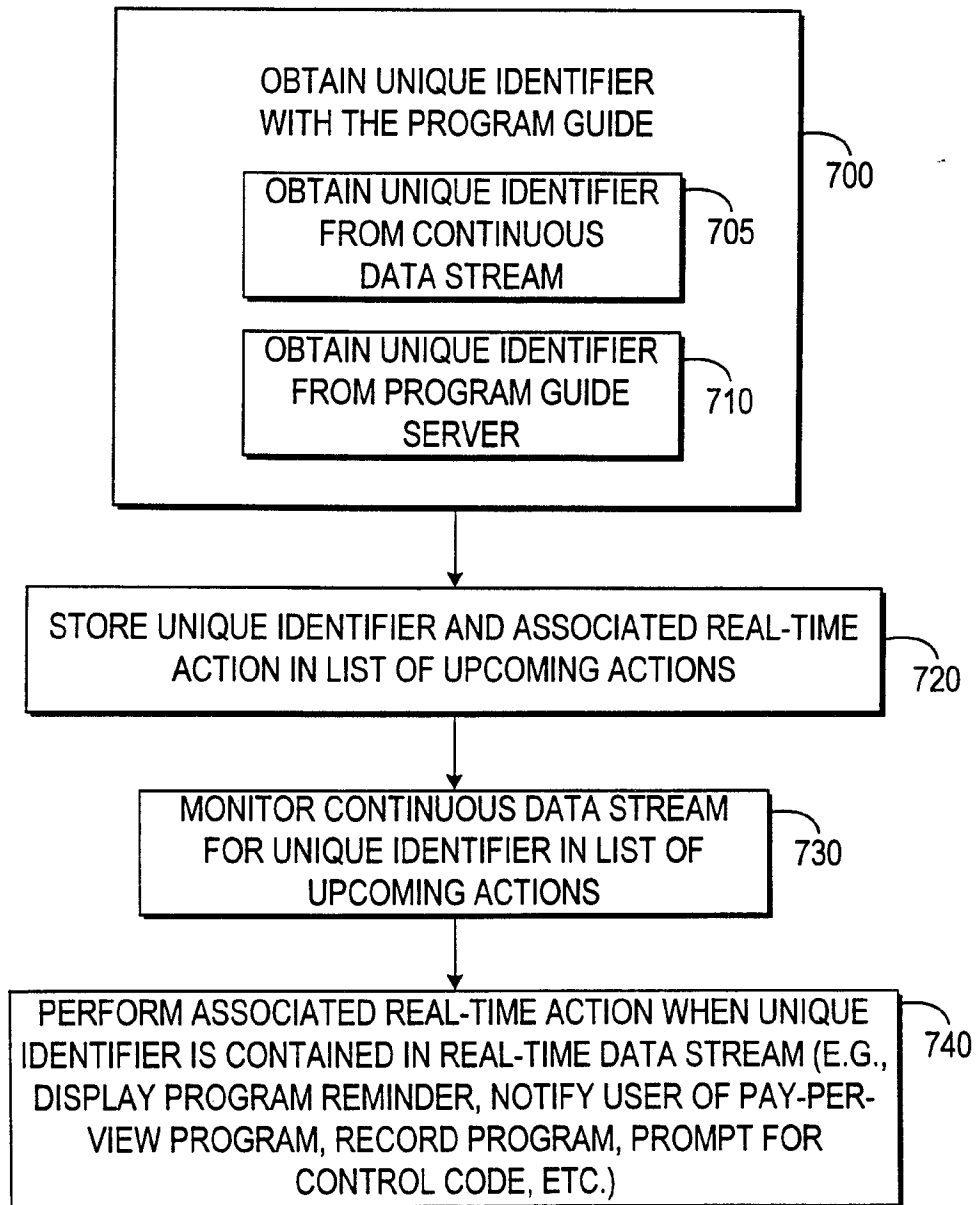 OBTAIN UNIQUE IDENTIFIER
WITH THE PROGRAM GUIDE
700
OBTAIN UNIQUE IDENTIFIER
FROM CONTINUOUS
DATA STREAM
705
OBTAIN UNIQUE IDENTIFIER
FROM PROGRAM GUIDE
SERVER
710
STORE UNIQUE IDENTIFIER AND ASSOCIATED REAL-TIME
ACTION IN LIST OF UPCOMING ACTIONS
720
MONITOR CONTINUOUS DATA STREAM
FOR UNIQUE IDENTIFIER IN LIST OF
UPCOMING ACTIONS
730
PERFORM ASSOCIATED REAL-TIME ACTION WHEN UNIQUE
IDENTIFIER IS CONTAINED IN REAL-TIME DATA STREAM (E.G.,
DISPLAY PROGRAM REMINDER, NOTIFY USER OF PAY-PER-
VIEW PROGRAM, RECORD PROGRAM, PROMPT FOR
CONTROL CODE, ETC.)
740